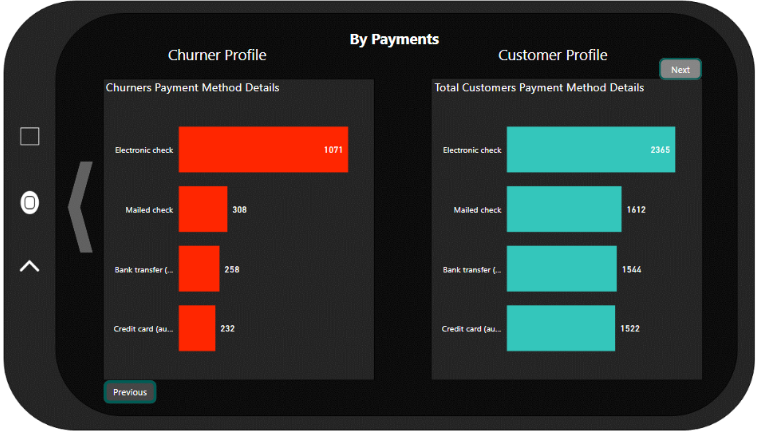 By Payments
Churner Profile
Customer Profile
Next
Churners Payment Method Details
Electronic check 1071
Mailed check 308
Bank transfer (... 258
Credit card (au... 232
Total Customers Payment Method Details
Electronic check 2365
Mailed check 1612
Bank transfer (... 1544
Credit card (au... 1522
Previous